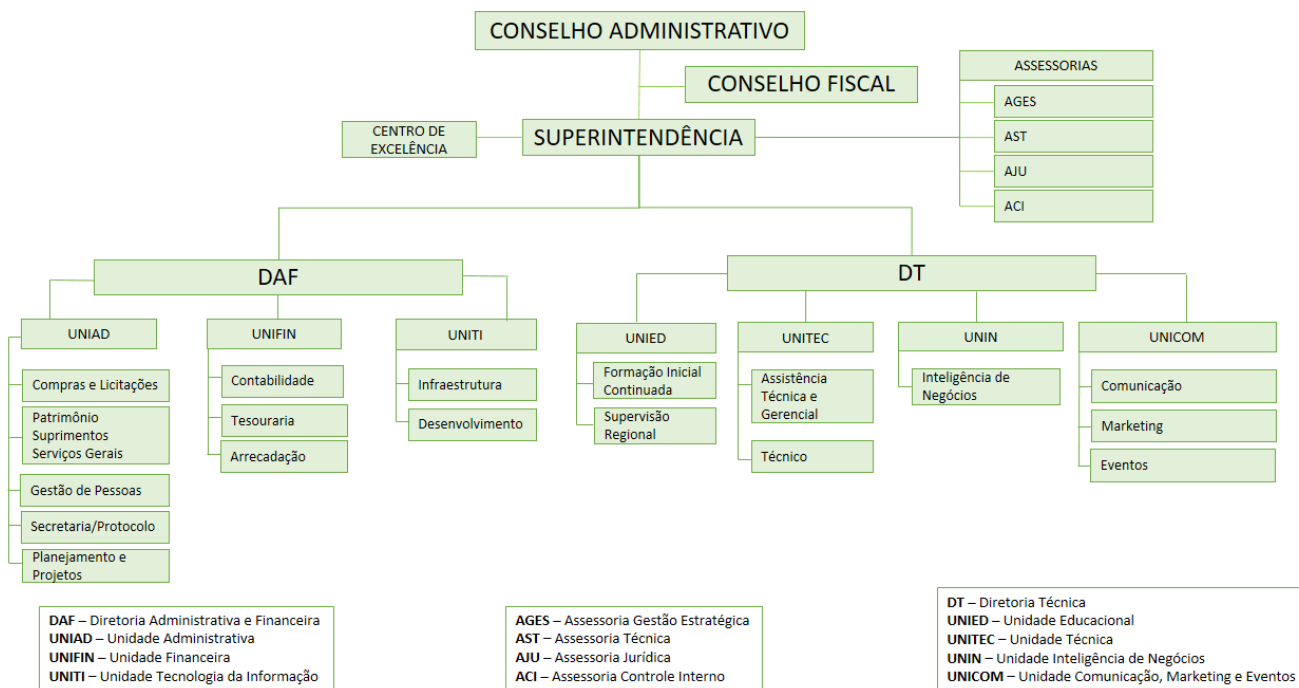 CONSELHO ADMINISTRATIVO
CONSELHO FISCAL
ASSESSORIAS
AGES
AST
AJU
ACI
CENTRO DE
EXCELÊNCIA
SUPERINTENDÊNCIA
DAF
DT
UNIAD
Compras e Licitações
Patrimônio
Suprimentos
Serviços Gerais
Gestão de Pessoas
Secretaria/Protocolo
Planejamento e
Projetos
UNIFIN
Contabilidade
Tesouraria
Arrecadação
UNITI
Infraestrutura
Desenvolvimento
UNIED
Formação Inicial
Continuada
Supervisão
Regional
UNITEC
Assistência
Técnica e
Gerencial
Técnico
UNIN
Inteligência de
Negócios
UNICOM
Comunicação
Marketing
Eventos
DAF – Diretoria Administrativa e Financeira
UNIAD – Unidade Administrativa
UNIFIN – Unidade Financeira
UNITI – Unidade Tecnologia da Informação
AGES – Assessoria Gestão Estratégica
AST – Assessoria Técnica
AJU – Assessoria Jurídica
ACI – Assessoria Controle Interno
DT – Diretoria Técnica
UNIED – Unidade Educacional
UNITEC – Unidade Técnica
UNIN – Unidade Inteligência de Negócios
UNICOM – Unidade Comunicação, Marketing e Eventos